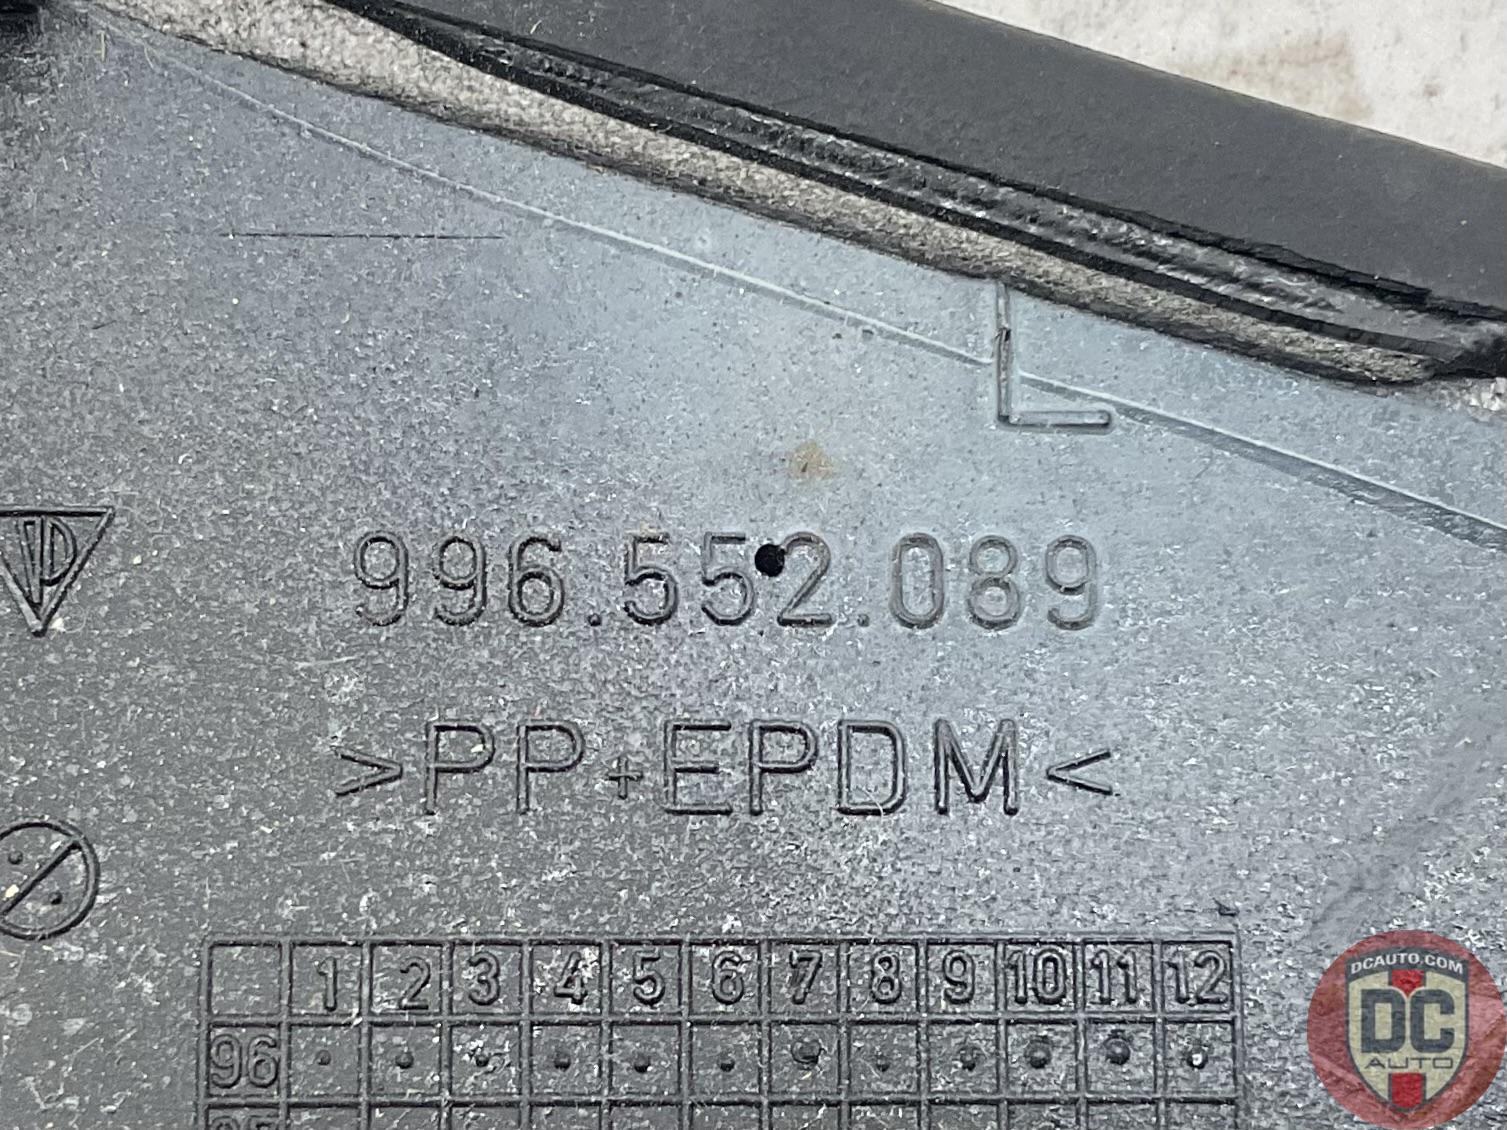 L
996.552.089
>PP+EPDM<
1 2 3 4 5 6 7 8 9 10 11 12
96
DCAUTO.COM
DC
AUTO